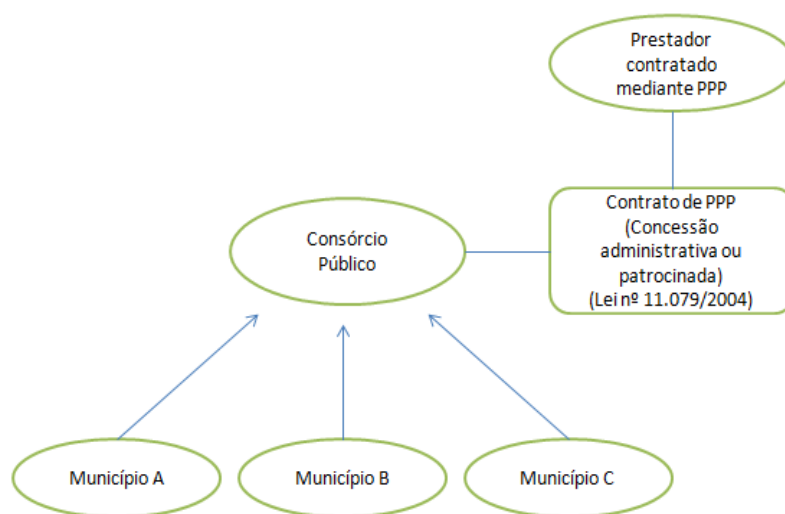 Prestador
contratado
mediante PPP
Contrato de PPP
(Concessão
administrativa ou
patrocinada)
(Lei nº 11.079/2004)
Consórcio
Público
Município A
Município B
Município C